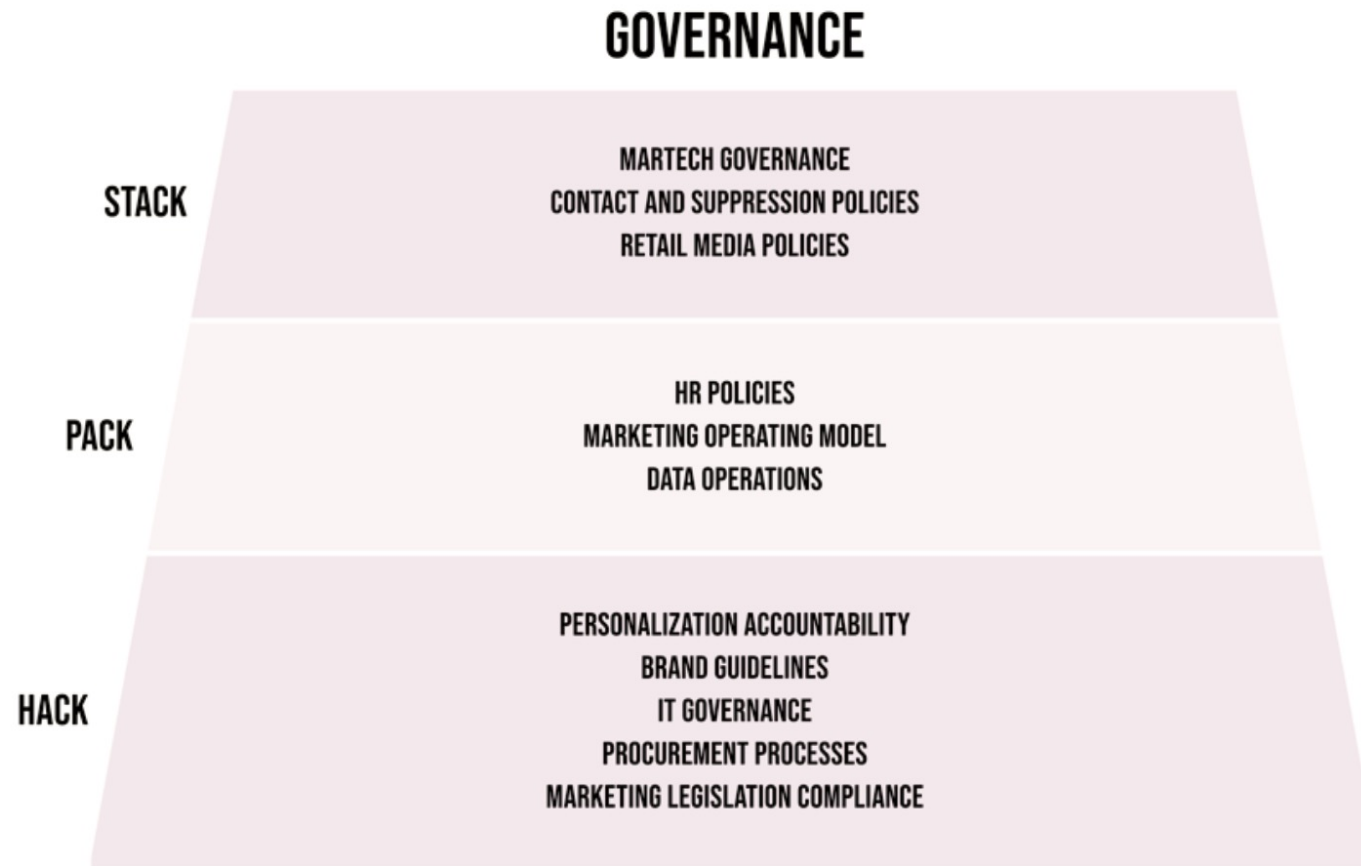 GOVERNANCE
STACK
MARTECH GOVERNANCE
CONTACT AND SUPPRESSION POLICIES
RETAIL MEDIA POLICIES
PACK
HR POLICIES
MARKETING OPERATING MODEL
DATA OPERATIONS
HACK
PERSONALIZATION ACCOUNTABILITY
BRAND GUIDELINES
IT GOVERNANCE
PROCUREMENT PROCESSES
MARKETING LEGISLATION COMPLIANCE